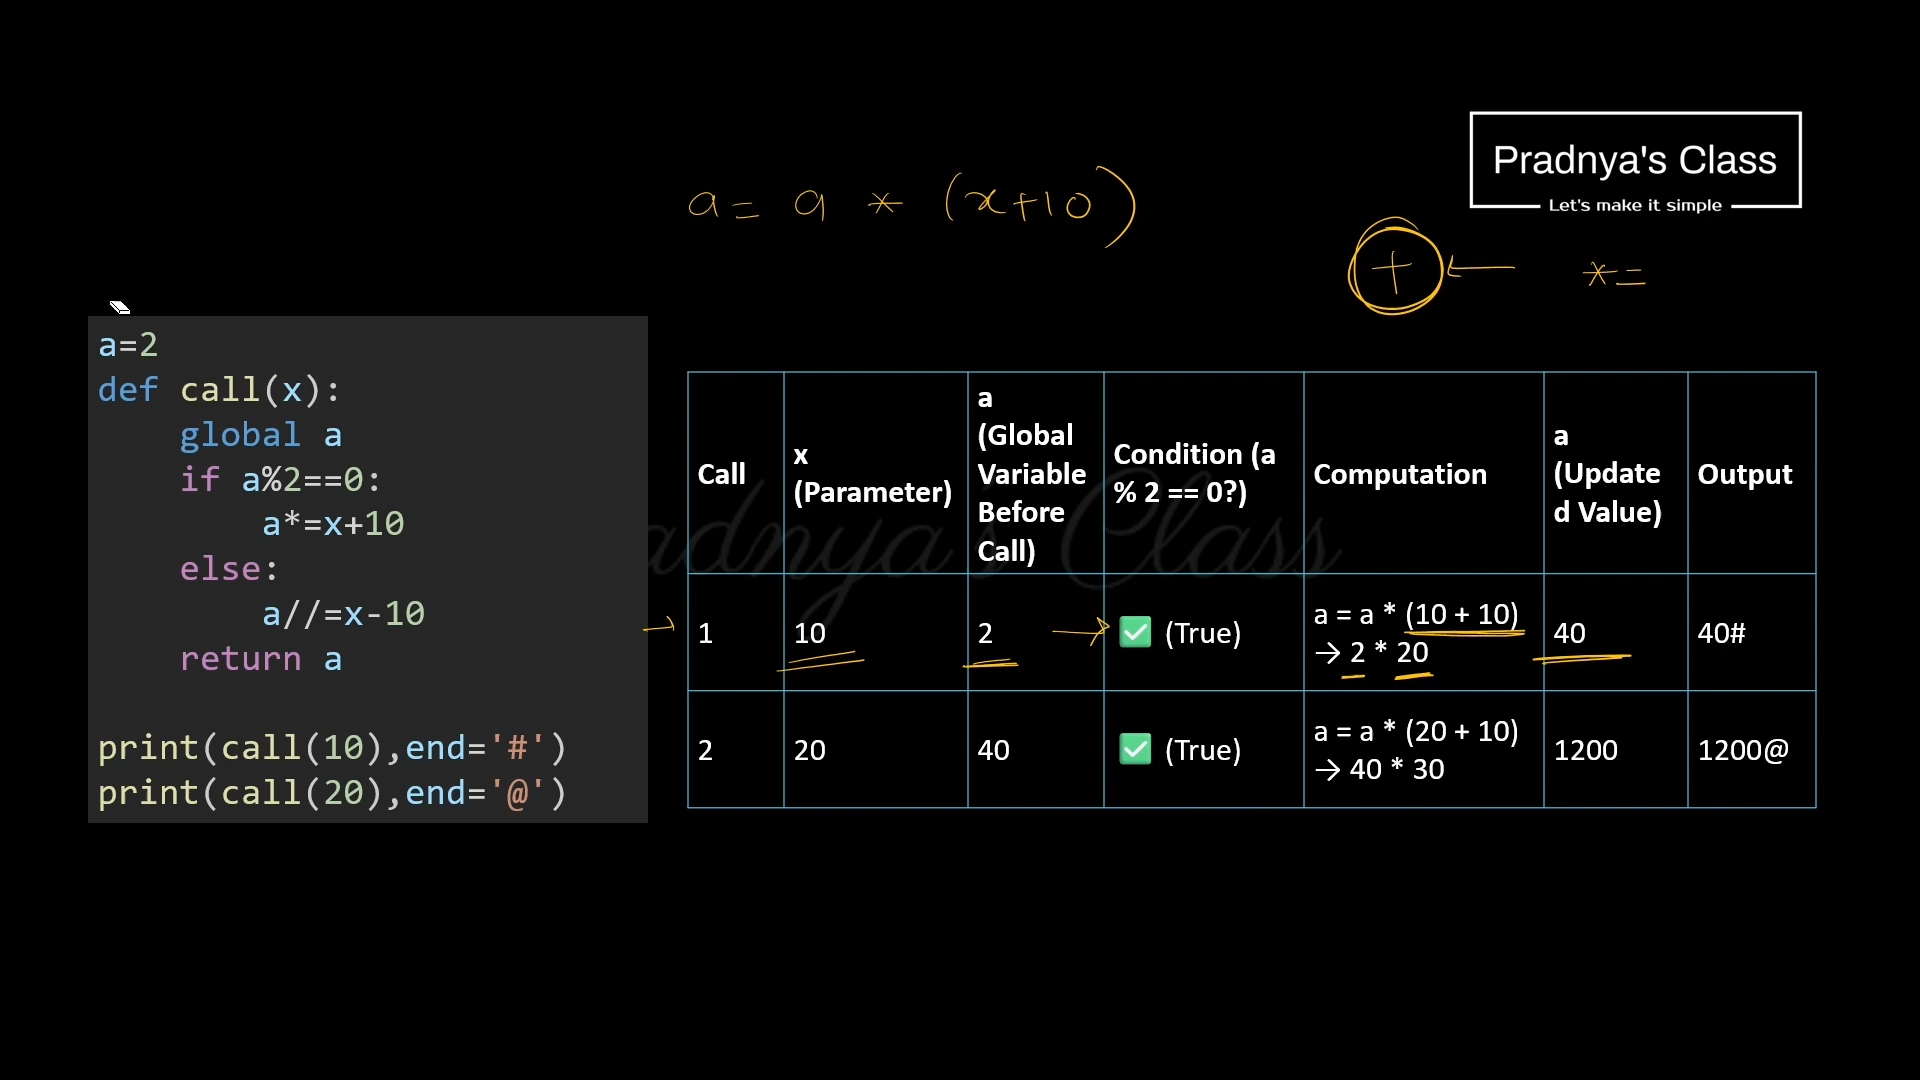 Pradnya's Class
Let's make it simple
a = a * (x+10)
+ ← *=
a=2
def call(x):
    global a
    if a%2==0:
        a*=x+10
    else:
        a//=x-10
    return a
print(call(10),end='#')
print(call(20),end='@')
Call
x
(Parameter)
a
(Global
Variable
Before
Call)
Condition (a
% 2 == 0?)
Computation
a
(Update
d Value)
Output
1
10
2
✅ (True)
a = a * (10 + 10)
→ 2 * 20
40
40#
2
20
40
✅ (True)
a = a * (20 + 10)
→ 40 * 30
1200
1200@
adnya's Class